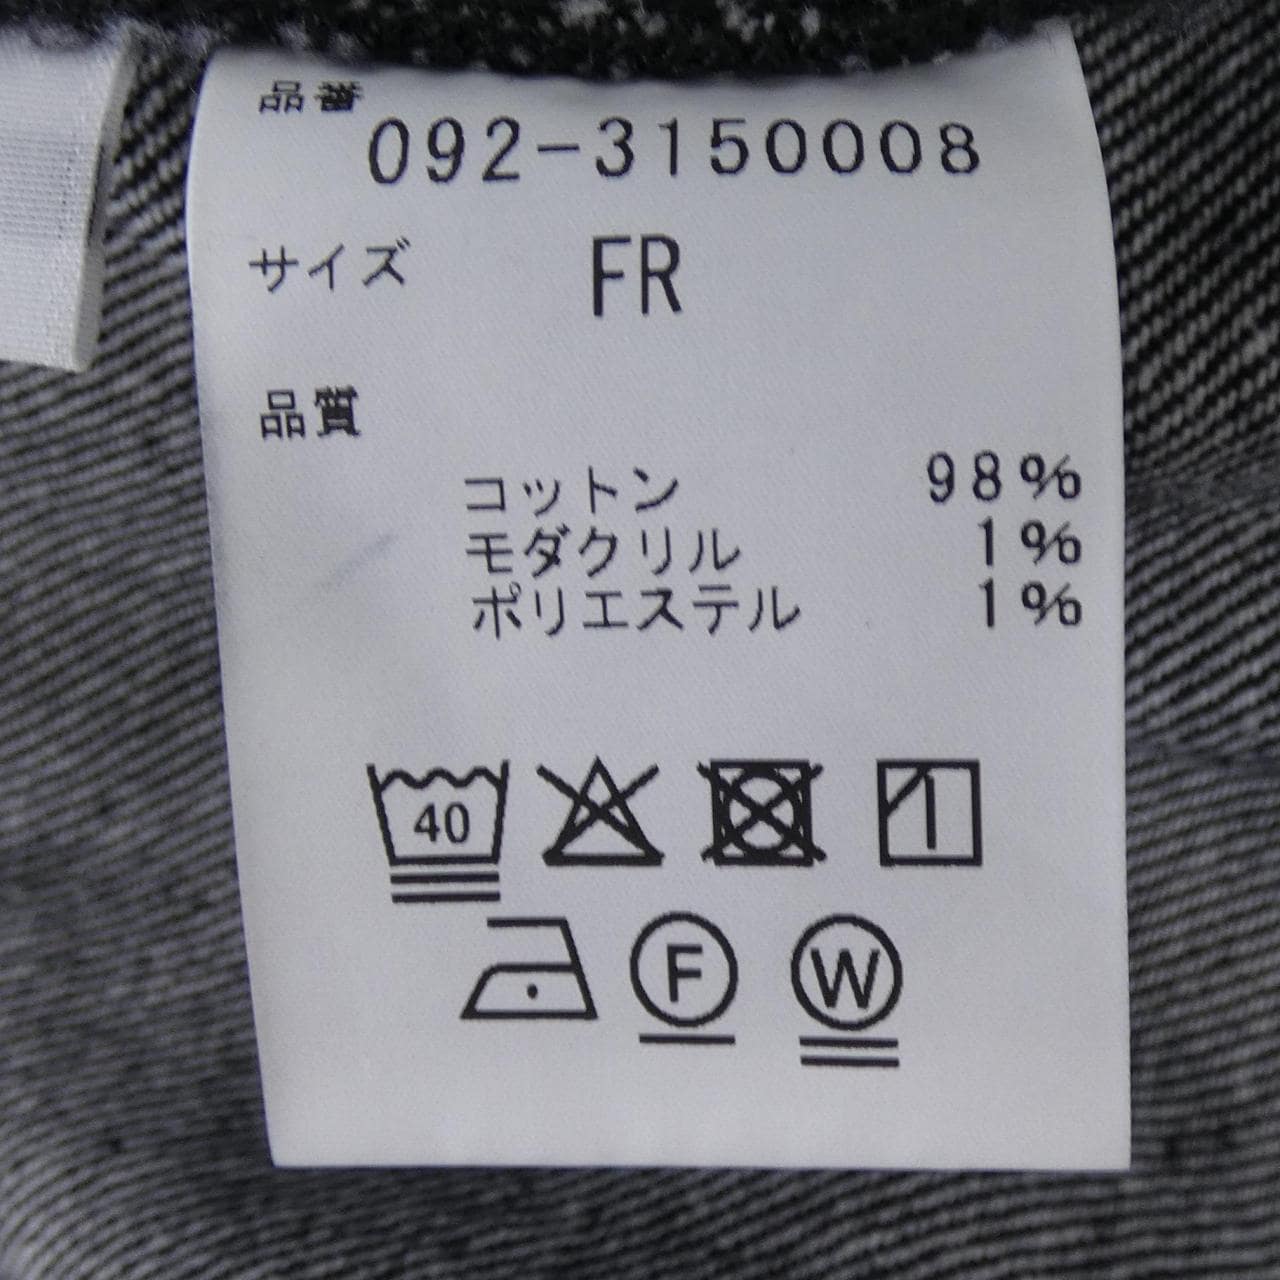 品番
092-3150008
サイズ FR
品質
コットン 98%
モダクリル 1%
ポリエステル 1%
40
F W